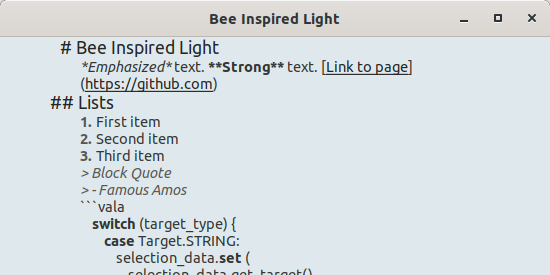 Bee Inspired Light
# Bee Inspired Light
*Emphasized* text. **Strong** text. [Link to page]
(https://github.com)
## Lists
1. First item
2. Second item
3. Third item
> Block Quote
> - Famous Amos
```vala
switch (target_type) {
case Target.STRING:
selection_data.set (
selection_data.get_target()